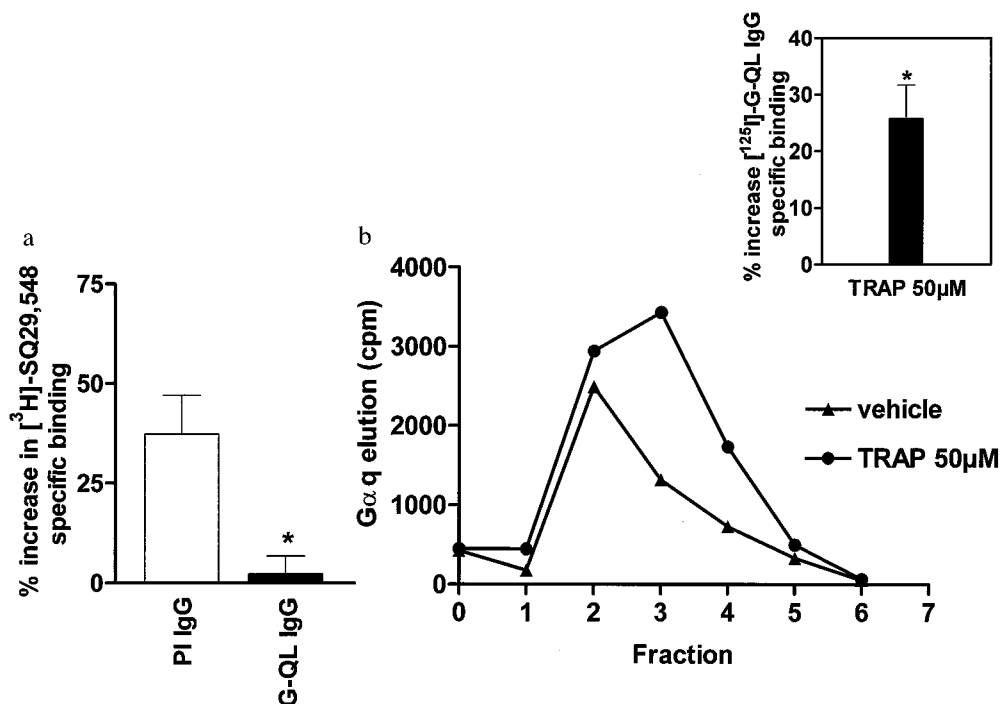 a
% increase in [³H]-SQ29,548
specific binding
75
50
25
0
*
PI IgG
G-QL IgG
b
Gα q elution (cpm)
4000
3000
2000
1000
0
0 1 2 3 4 5 6 7
Fraction
vehicle
TRAP 50µM
% increase [¹²⁵I]-G-QL IgG
specific binding
40
30
20
10
0
*
TRAP 50µM